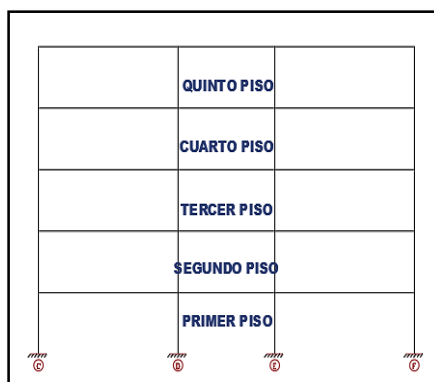 QUINTO PISO
CUARTO PISO
TERCER PISO
SEGUNDO PISO
PRIMER PISO
C D E F